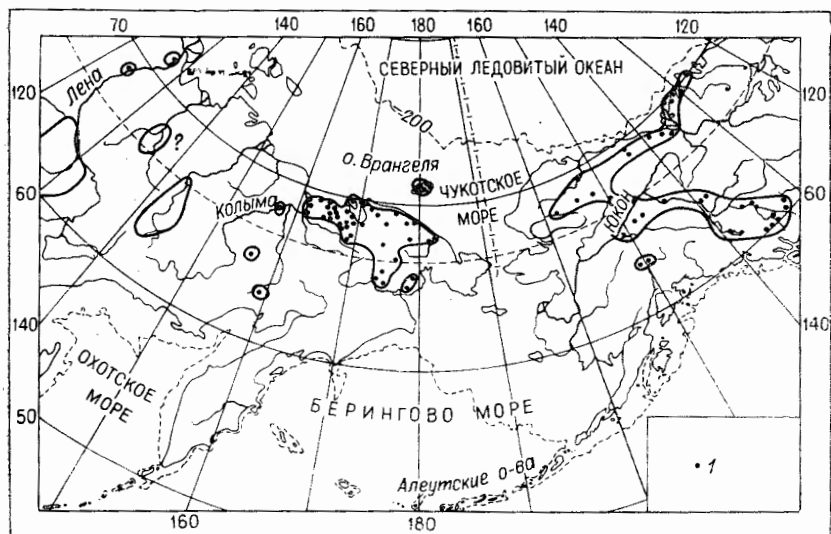 70 140 160 180 160 140 120
СЕВЕРНЫЙ ЛЕДОВИТЫЙ ОКЕАН
Лена
120 120
200
?
о. Врангеля
ЧУКОТСКОЕ
МОРЕ
60 60
КОЛЫМА
ЮКОН
140 140
ОХОТСКОЕ
МОРЕ
БЕРИНГОВО МОРЕ
50
Алеутские о-ва
1
160 180